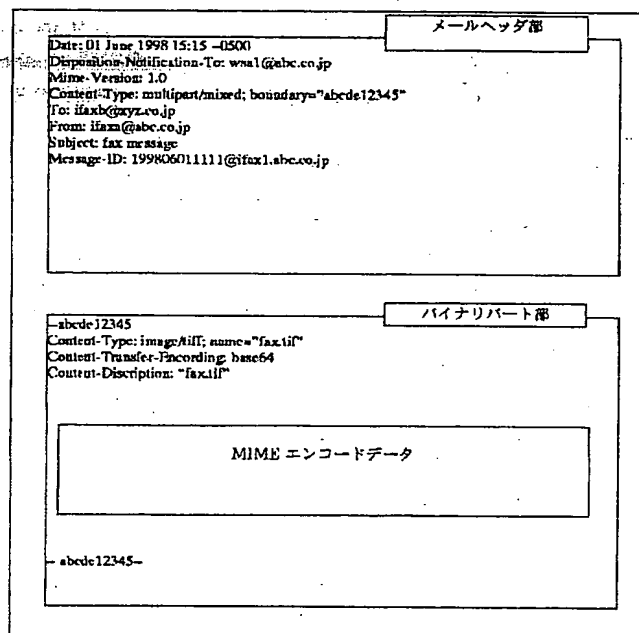 メールヘッダ部
Date: 01 June 1998 15:15 –0500
Disposition-Notification-To: wsa1@abc.co.jp
Mime-Version: 1.0
Content-Type: multipart/mixed; boundary="abcde12345"
To: ifaxb@xyz.co.jp
From: ifaxa@abc.co.jp
Subject: fax message
Message-ID: 199806011111@ifax1.abc.co.jp
バイナリパート部
–abcde12345
Content-Type: image/tiff; name="fax.tif"
Content-Transfer-Encording: base64
Content-Discription: "fax.tif"
MIME エンコードデータ
– abcde12345–